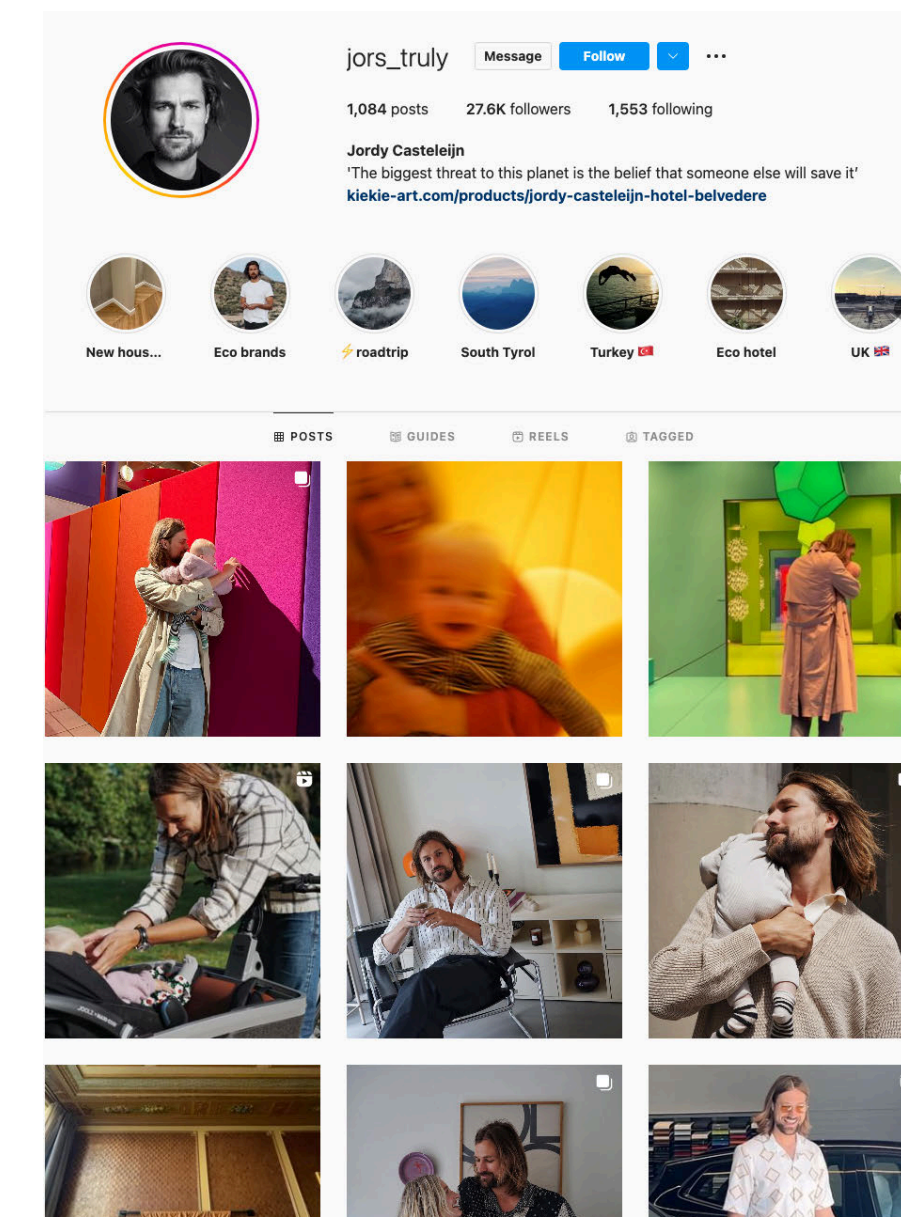 jors_truly Message Follow
1,084 posts 27.6K followers 1,553 following
Jordy Casteleijn
'The biggest threat to this planet is the belief that someone else will save it'
kiekie-art.com/products/jordy-casteleijn-hotel-belvedere
New hous... Eco brands ⚡roadtrip South Tyrol Turkey 🇹🇷 Eco hotel UK 🇬🇧
POSTS GUIDES REELS TAGGED